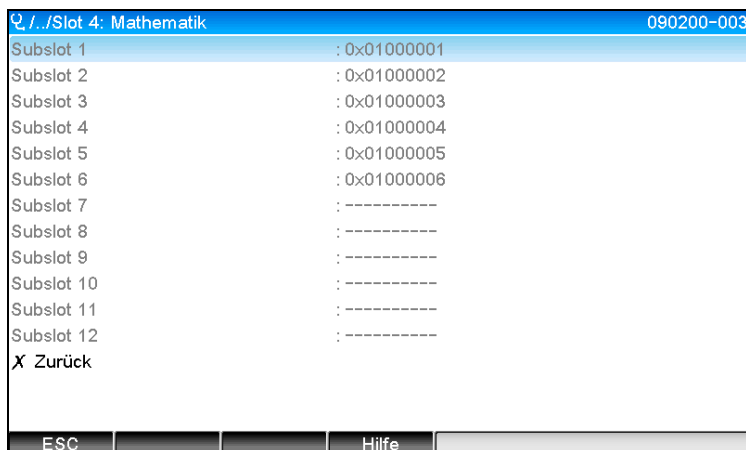 /../Slot 4: Mathematik 090200-003
Subslot 1 : 0x01000001
Subslot 2 : 0x01000002
Subslot 3 : 0x01000003
Subslot 4 : 0x01000004
Subslot 5 : 0x01000005
Subslot 6 : 0x01000006
Subslot 7 : ----------
Subslot 8 : ----------
Subslot 9 : ----------
Subslot 10 : ----------
Subslot 11 : ----------
Subslot 12 : ----------
X Zurück
ESC Hilfe